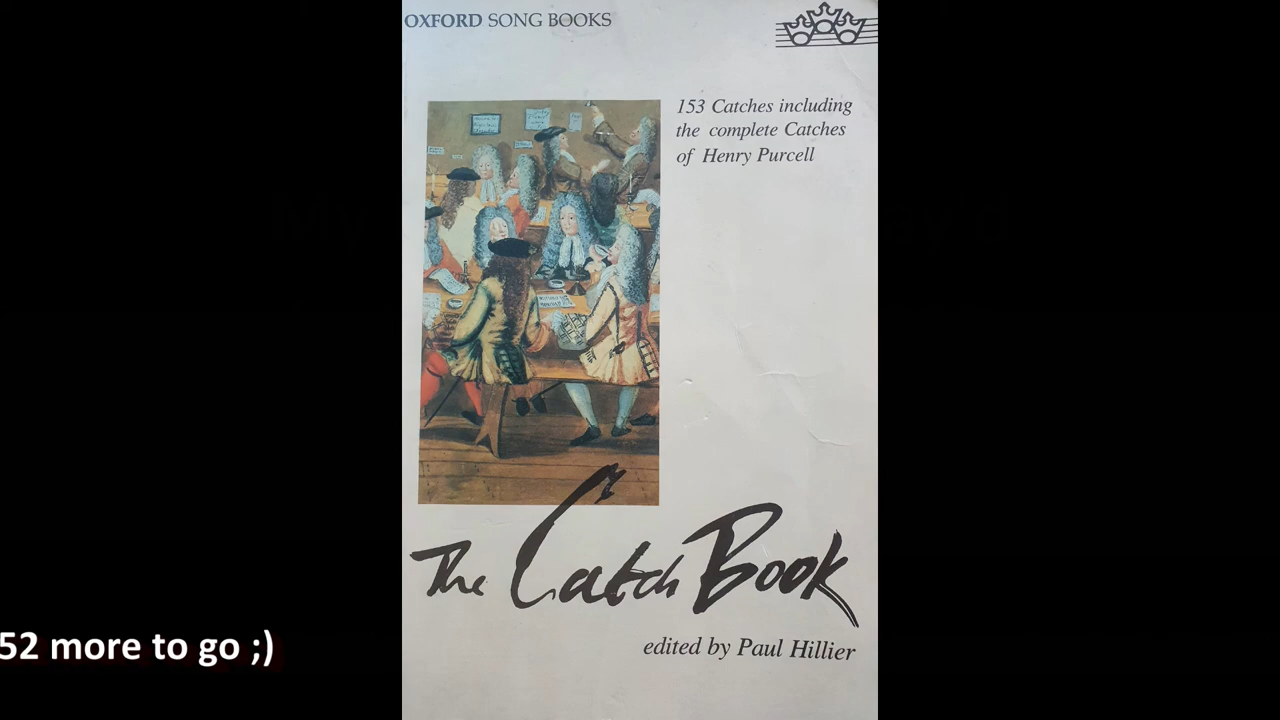 OXFORD SONG BOOKS
153 Catches including
the complete Catches
of Henry Purcell
The Catch Book
edited by Paul Hillier
52 more to go ;)